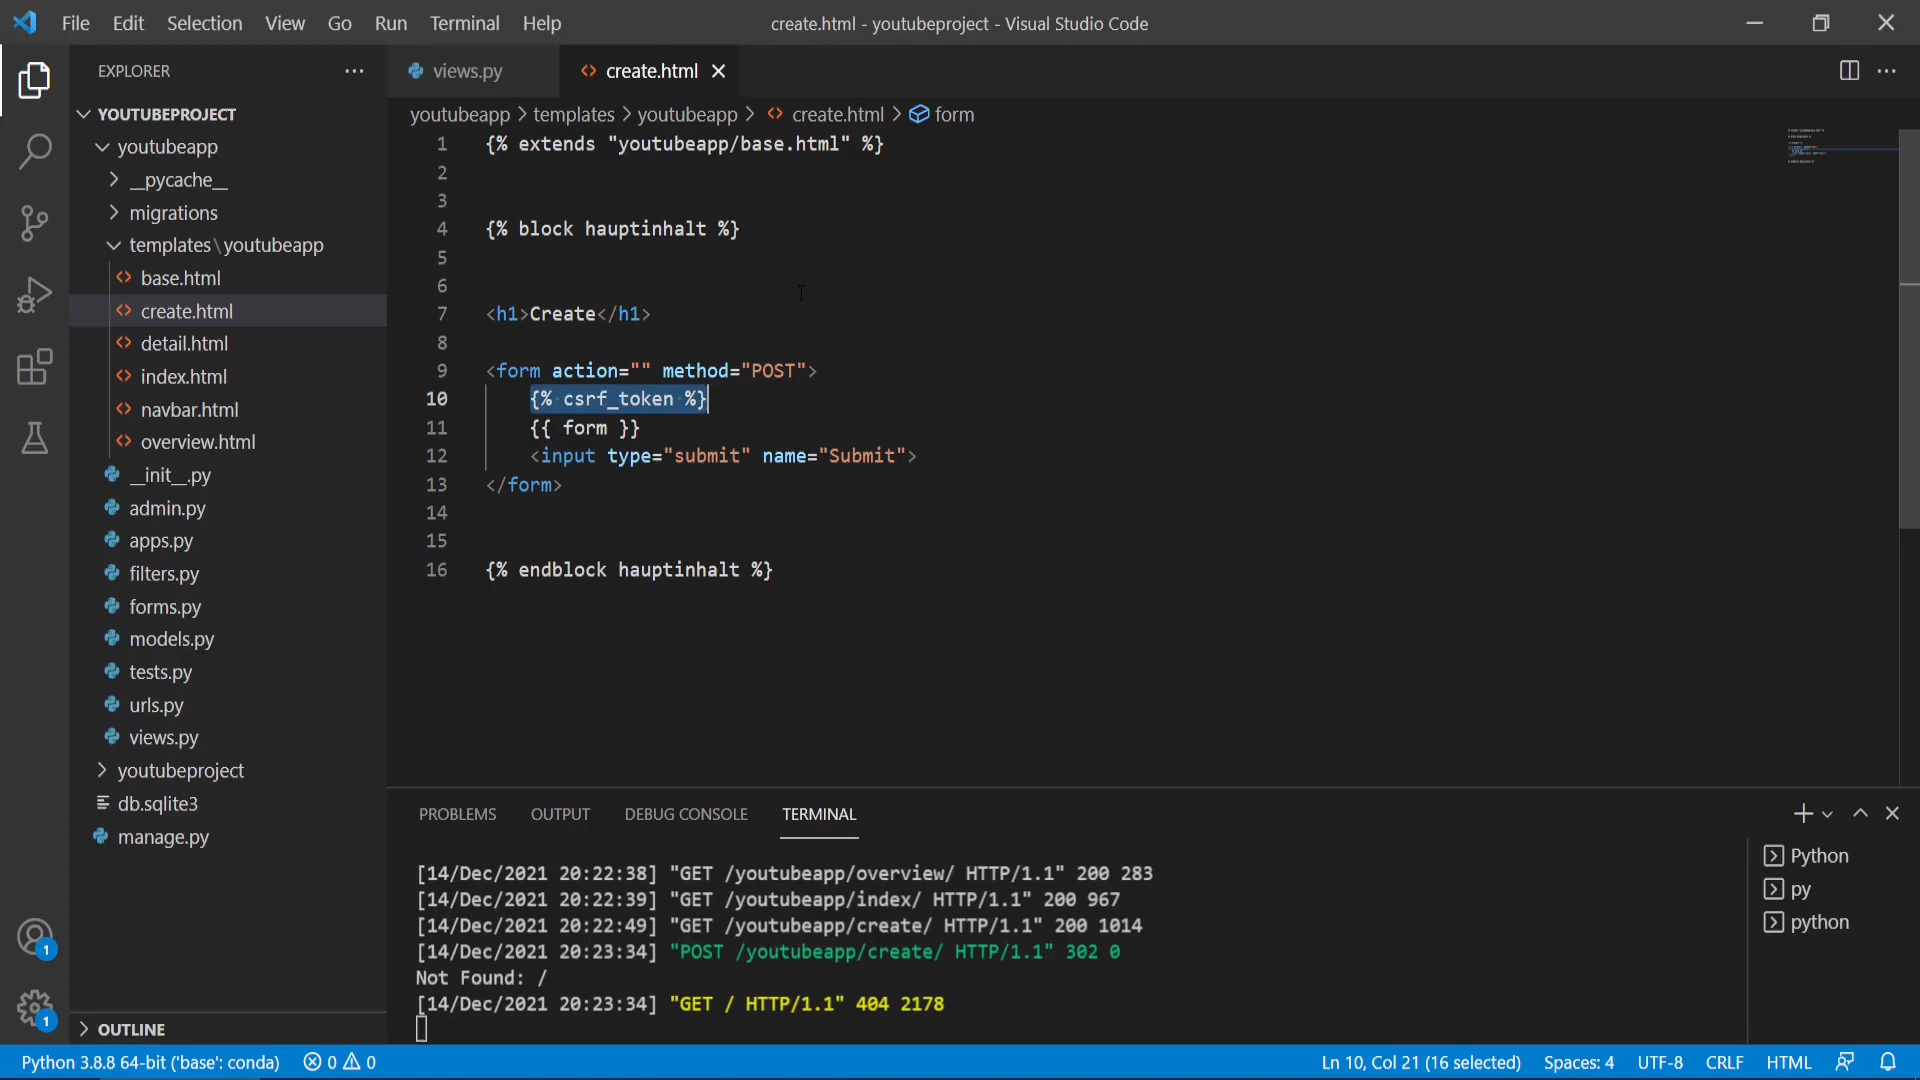 File Edit Selection View Go Run Terminal Help
create.html - youtubeproject - Visual Studio Code
EXPLORER
YOUTUBEPROJECT
youtubeapp
__pycache__
migrations
templates\youtubeapp
base.html
create.html
detail.html
index.html
navbar.html
overview.html
__init__.py
admin.py
apps.py
filters.py
forms.py
models.py
tests.py
urls.py
views.py
youtubeproject
db.sqlite3
manage.py
OUTLINE
views.py create.html
youtubeapp > templates > youtubeapp > create.html > form
1 {% extends "youtubeapp/base.html" %}
2
3
4 {% block hauptinhalt %}
5
6
7 <h1>Create</h1>
8
9 <form action="" method="POST">
10 {% csrf_token %}
11 {{ form }}
12 <input type="submit" name="Submit">
13 </form>
14
15
16 {% endblock hauptinhalt %}
PROBLEMS OUTPUT DEBUG CONSOLE TERMINAL
[14/Dec/2021 20:22:38] "GET /youtubeapp/overview/ HTTP/1.1" 200 283
[14/Dec/2021 20:22:39] "GET /youtubeapp/index/ HTTP/1.1" 200 967
[14/Dec/2021 20:22:49] "GET /youtubeapp/create/ HTTP/1.1" 200 1014
[14/Dec/2021 20:23:34] "POST /youtubeapp/create/ HTTP/1.1" 302 0
Not Found: /
[14/Dec/2021 20:23:34] "GET / HTTP/1.1" 404 2178
Python
py
python
1
1
Python 3.8.8 64-bit ('base': conda) 0 0
Ln 10, Col 21 (16 selected) Spaces: 4 UTF-8 CRLF HTML